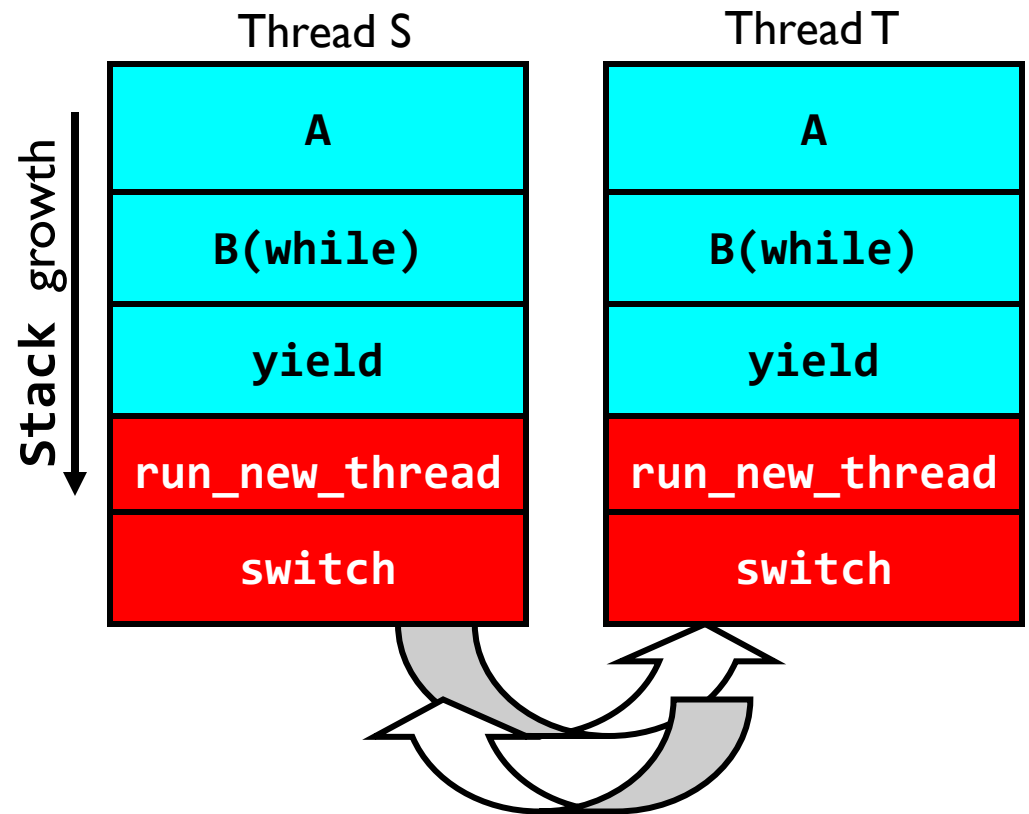 Thread S
Thread T
Stack growth
A
B(while)
yield
run_new_thread
switch
A
B(while)
yield
run_new_thread
switch